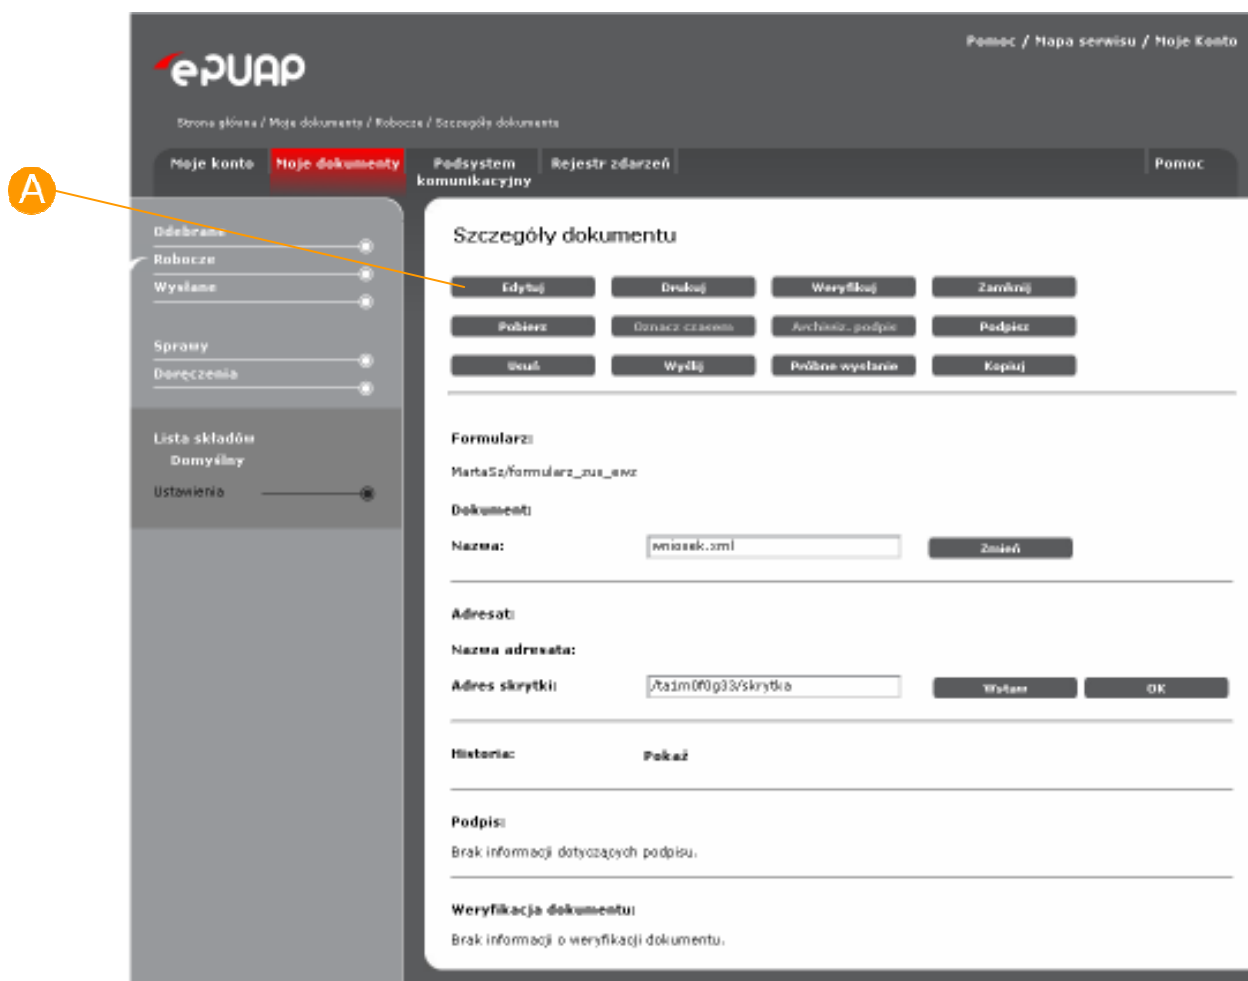 Pomoc / Mapa serwisu / Moje Konto
ePUAP
Strona główna / Moje dokumenty / Robocze / Szczegóły dokumentu
Moje konto
Moje dokumenty
Podsystem
komunikacyjny
Rejestr zdarzeń
Pomoc
A
Odebrane
Robocze
Wysłane
Sprawy
Doręczenia
Lista składów
Domyślny
Ustawienia
Szczegóły dokumentu
Edytuj Drukuj Weryfikuj Zamknij
Pobierz Oznacz czasem Archiwiz. podpis Podpisz
Usuń Wyślij Próbne wysłanie Kopiuj
Formularz:
MartaSz/formularz_zus_ewz
Dokument:
Nazwa: wniosek.xml Zmień
Adresat:
Nazwa adresata:
Adres skrytki: /ta1m0f0g33/skrytka Wstaw OK
Historia: Pokaż
Podpis:
Brak informacji dotyczących podpisu.
Weryfikacja dokumentu:
Brak informacji o weryfikacji dokumentu.